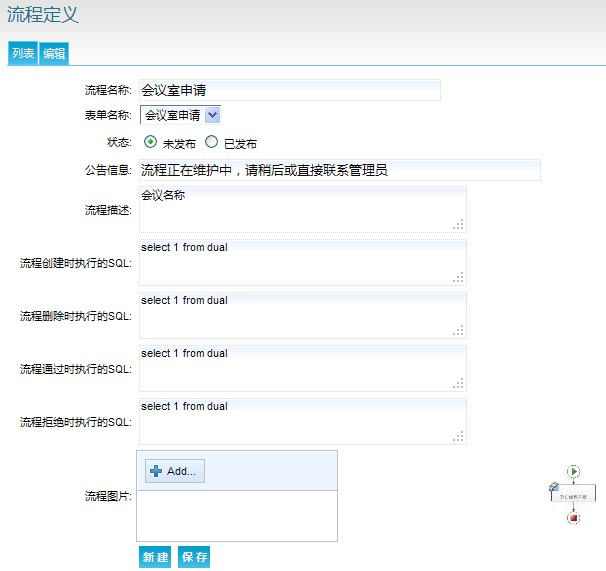 流程定义
列表 编辑
流程名称: 会议室申请
表单名称: 会议室申请
状态: 未发布 已发布
公告信息: 流程正在维护中，请稍后或直接联系管理员
流程描述: 会议名称
流程创建时执行的SQL: select 1 from dual
流程删除时执行的SQL: select 1 from dual
流程通过时执行的SQL: select 1 from dual
流程拒绝时执行的SQL: select 1 from dual
Add...
流程图片:
新 建 保 存